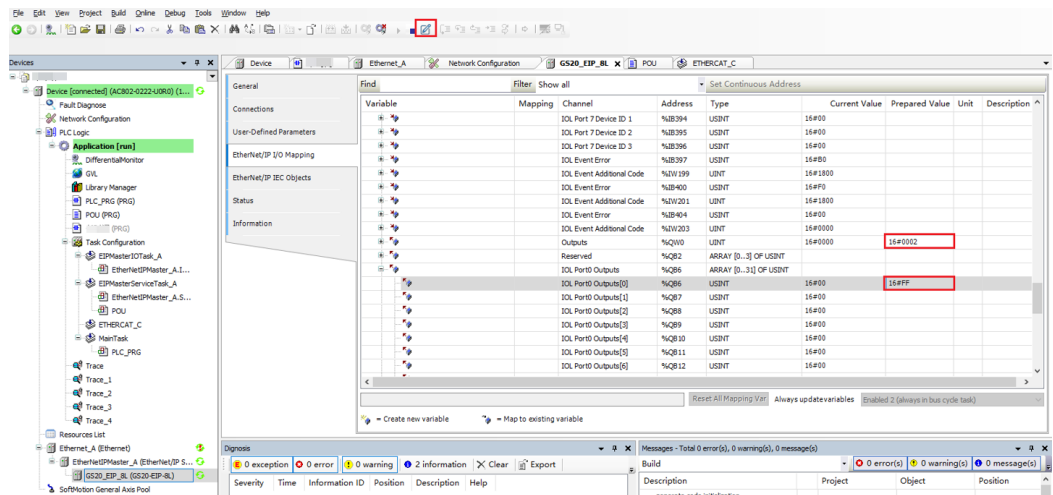 File Edit View Project Build Online Debug Tools Window Help
Devices
Device [connected] (AC802-0222-U0R0) (1...
Fault Diagnose
Network Configuration
PLC Logic
Application [run]
DifferentialMonitor
GVL
Library Manager
PLC_PRG (PRG)
POU (PRG)
(PRG)
Task Configuration
EIPMasterIOTask_A
EtherNetIPMaster_A.I...
EIPMasterServiceTask_A
EtherNetIPMaster_A.S...
POU
ETHERCAT_C
MainTask
PLC_PRG
Trace
Trace_1
Trace_2
Trace_3
Trace_4
Resources List
Ethernet_A (Ethernet)
EtherNetIPMaster_A (EtherNet/IP S...
GS20_EIP_8L (GS20-EIP-8L)
SoftMotion General Axis Pool
Device Ethernet_A Network Configuration GS20_EIP_8L POU ETHERCAT_C
General
Connections
User-Defined Parameters
EtherNet/IP I/O Mapping
EtherNet/IP IEC Objects
Status
Information
Find Filter Show all Set Continuous Address
Variable Mapping Channel Address Type Current Value Prepared Value Unit Description
IOL Port 7 Device ID 1 %IB394 USINT 16#00
IOL Port 7 Device ID 2 %IB395 USINT 16#00
IOL Port 7 Device ID 3 %IB396 USINT 16#00
IOL Event Error %IB397 USINT 16#B0
IOL Event Additional Code %IW199 UINT 16#1800
IOL Event Error %IB400 USINT 16#F0
IOL Event Additional Code %IW201 UINT 16#1800
IOL Event Error %IB404 USINT 16#00
IOL Event Additional Code %IW203 UINT 16#0000
Outputs %QW0 UINT 16#0000 16#0002
Reserved %QB2 ARRAY [0..3] OF USINT
IOL Port0 Outputs %QB6 ARRAY [0..31] OF USINT
IOL Port0 Outputs[0] %QB6 USINT 16#00 16#FF
IOL Port0 Outputs[1] %QB7 USINT 16#00
IOL Port0 Outputs[2] %QB8 USINT 16#00
IOL Port0 Outputs[3] %QB9 USINT 16#00
IOL Port0 Outputs[4] %QB10 USINT 16#00
IOL Port0 Outputs[5] %QB11 USINT 16#00
IOL Port0 Outputs[6] %QB12 USINT 16#00
Reset All Mapping Var Always updatevariables Enabled 2 (always in bus cycle task)
= Create new variable = Map to existing variable
Dignosis
0 exception 0 error 0 warning 2 information Clear Export
Severity Time Information ID Position Description Help
Messages - Total 0 error(s), 0 warning(s), 0 message(s)
Build 0 error(s) 0 warning(s) 0 message(s)
Description Project Object Position